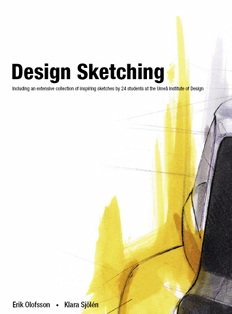 Design Sketching
Including an extensive collection of inspiring sketches by 24 students at the Umeå Institute of Design
Erik Olofsson • Klara Sjölén